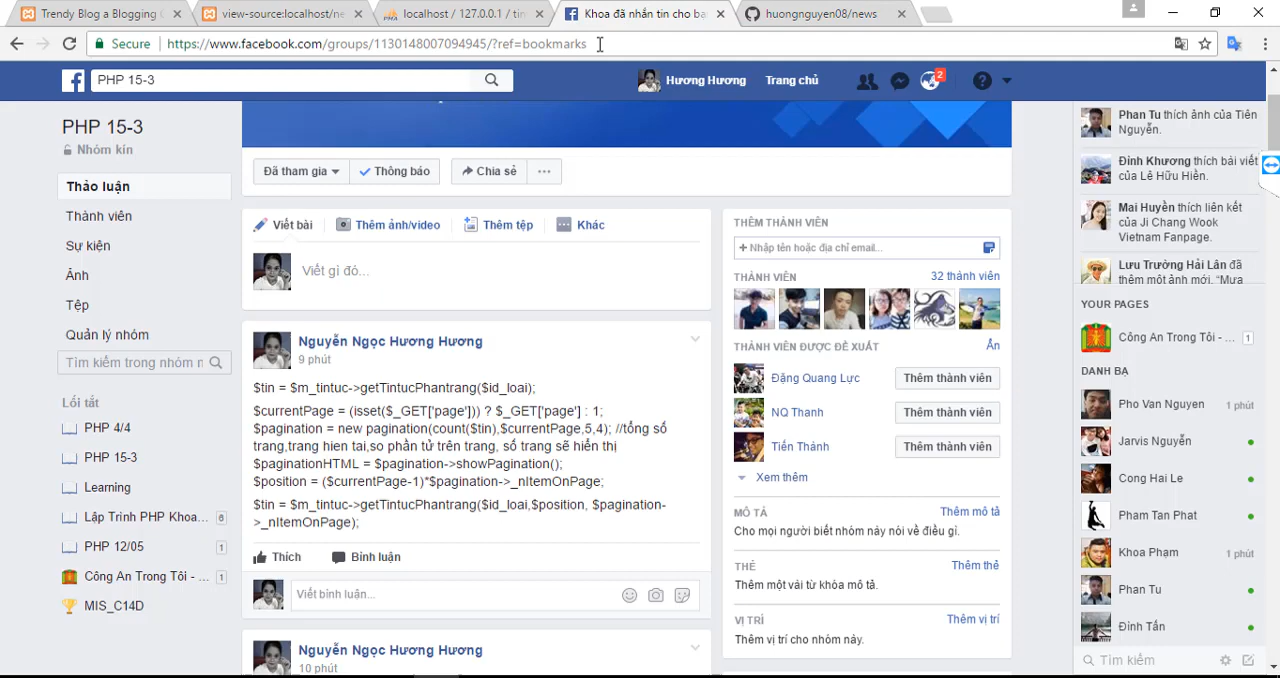 Trendy Blog a Blogging
view-source:localhost/ne
localhost / 127.0.0.1 / tin
Khoa đã nhắn tin cho bạ
huongnguyen08/news
Secure
https://www.facebook.com/groups/1130148007094945/?ref=bookmarks
PHP 15-3
Hương Hương
Trang chủ
2
PHP 15-3
Nhóm kín
Thảo luận
Thành viên
Sự kiện
Ảnh
Tệp
Quản lý nhóm
Tìm kiếm trong nhóm n
Lối tắt
PHP 4/4
PHP 15-3
Learning
Lập Trình PHP Khoa... 6
PHP 12/05 1
Công An Trong Tôi - ... 1
MIS_C14D
Đã tham gia
Thông báo
Chia sẻ
...
Viết bài
Thêm ảnh/video
Thêm tệp
Khác
Viết gì đó...
Nguyễn Ngọc Hương Hương
9 phút
$tin = $m_tintuc->getTintucPhantrang($id_loai);
$currentPage = (isset($_GET['page'])) ? $_GET['page'] : 1;
$pagination = new pagination(count($tin),$currentPage,5,4); //tổng số
trang,trang hien tai,so phần tử trên trang, số trang sẽ hiển thị
$paginationHTML = $pagination->showPagination();
$position = ($currentPage-1)*$pagination->_nItemOnPage;
$tin = $m_tintuc->getTintucPhantrang($id_loai,$position, $pagination-
>_nItemOnPage);
Thích
Bình luận
Viết bình luận...
Nguyễn Ngọc Hương Hương
10 phút
THÊM THÀNH VIÊN
+ Nhập tên hoặc địa chỉ email...
THÀNH VIÊN
32 thành viên
THÀNH VIÊN ĐƯỢC ĐỀ XUẤT
Ẩn
Đặng Quang Lực
Thêm thành viên
NQ Thanh
Thêm thành viên
Tiến Thành
Thêm thành viên
Xem thêm
MÔ TẢ
Thêm mô tả
Cho mọi người biết nhóm này nói về điều gì.
THẺ
Thêm thẻ
Thêm một vài từ khóa mô tả.
VỊ TRÍ
Thêm vị trí
Thêm vị trí cho nhóm này.
Phan Tu thích ảnh của Tiên
Nguyễn.
Đinh Khương thích bài viết
của Lê Hữu Hiền.
Mai Huyền thích liên kết
của Ji Chang Wook
Vietnam Fanpage.
Lưu Trường Hải Lân đã
thêm một ảnh mới. “Mưa
YOUR PAGES
Công An Trong Tôi - ... 1
DANH BẠ
Pho Van Nguyen 1 phút
Jarvis Nguyễn
Cong Hai Le
Pham Tan Phat
Khoa Phạm 1 phút
Phan Tu
Đinh Tấn
Tìm kiếm